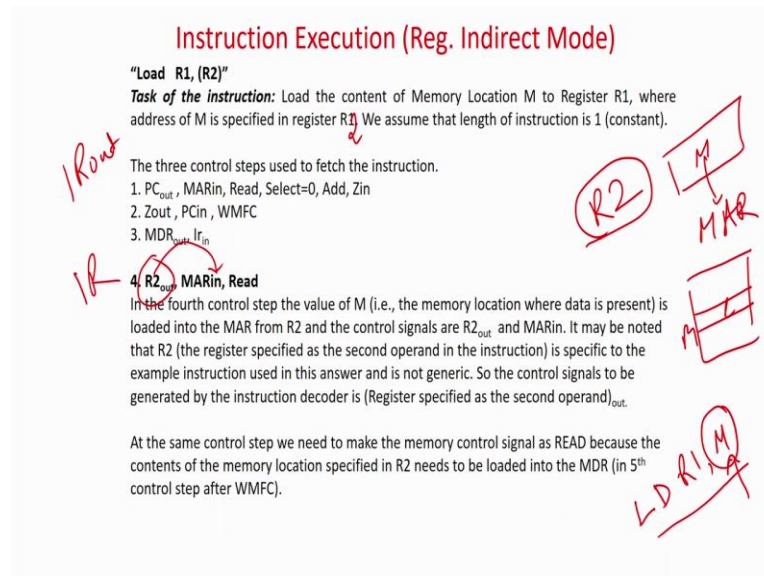 Instruction Execution (Reg. Indirect Mode)
"Load R1, (R2)"
Task of the instruction: Load the content of Memory Location M to Register R1, where
address of M is specified in register R1. We assume that length of instruction is 1 (constant).
2
IRout
The three control steps used to fetch the instruction.
1. PCout , MARin, Read, Select=0, Add, Zin
2. Zout , PCin , WMFC
3. MDRout, Irin
M
R2
MAR
IR
4. R2out, MARin, Read
In the fourth control step the value of M (i.e., the memory location where data is present) is
loaded into the MAR from R2 and the control signals are R2out and MARin. It may be noted
that R2 (the register specified as the second operand in the instruction) is specific to the
example instruction used in this answer and is not generic. So the control signals to be
generated by the instruction decoder is (Register specified as the second operand)out.
M
At the same control step we need to make the memory control signal as READ because the
contents of the memory location specified in R2 needs to be loaded into the MDR (in 5th
control step after WMFC).
LD R1, M